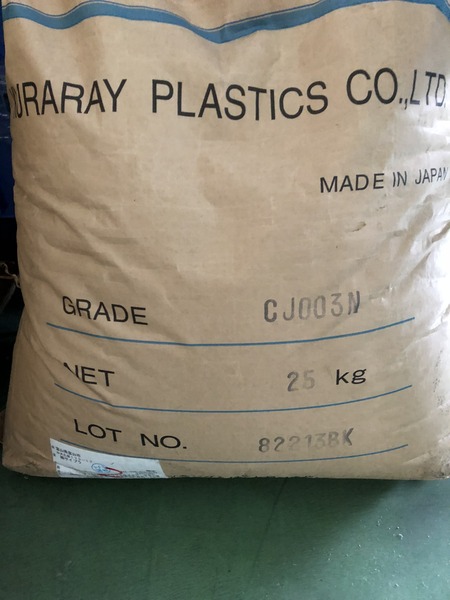 URARAY PLASTICS CO.,LTD.
MADE IN JAPAN
GRADE CJ003N
NET 25 kg
LOT NO. 82213BK